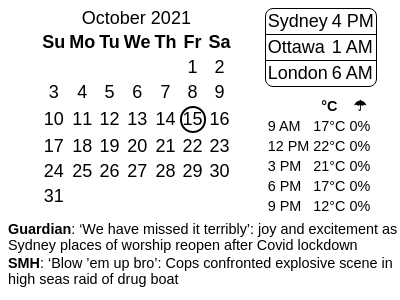 October 2021
Su Mo Tu We Th Fr Sa
1 2
3 4 5 6 7 8 9
10 11 12 13 14 15 16
17 18 19 20 21 22 23
24 25 26 27 28 29 30
31
Sydney 4 PM
Ottawa 1 AM
London 6 AM
°C ☂
9 AM 17°C 0%
12 PM 22°C 0%
3 PM 21°C 0%
6 PM 17°C 0%
9 PM 12°C 0%
Guardian: ‘We have missed it terribly’: joy and excitement as
Sydney places of worship reopen after Covid lockdown
SMH: ‘Blow ’em up bro’: Cops confronted explosive scene in
high seas raid of drug boat